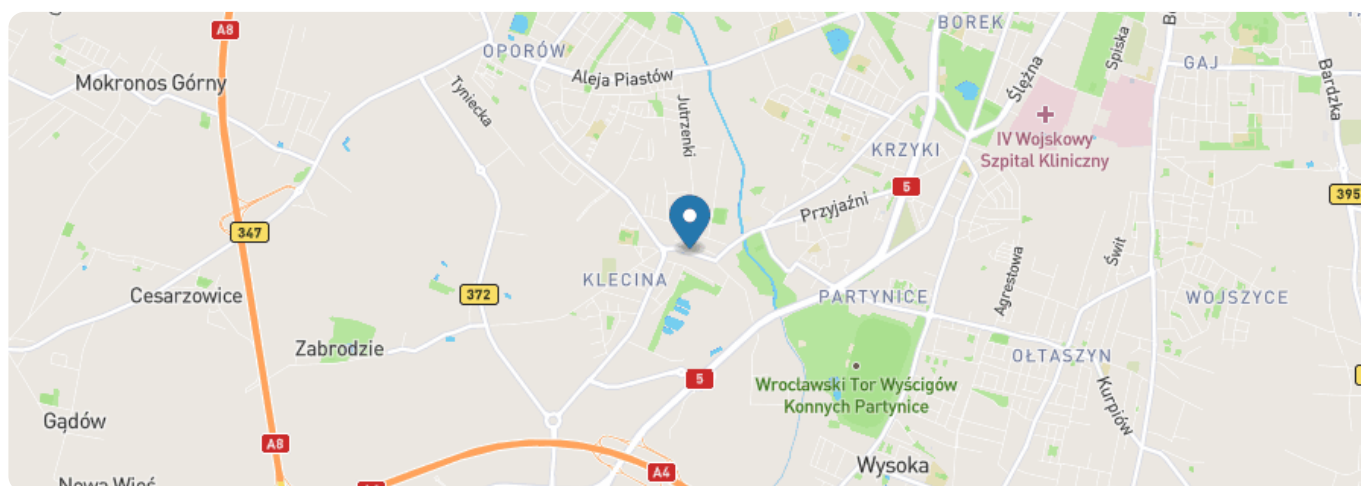 A8
OPORÓW
BOREK
Mokronos Górny
Aleja Piastów
Tyniecka
Jutrzenki
Ślężna
Spiska
GAJ
Bardzka
IV Wojskowy
Szpital Kliniczny
KRZYKI
5
395
Przyjaźni
347
KLECINA
372
Cesarzowice
PARTYNICE
Agrestowa
Świt
WOJSZYCE
Zabrodzie
OŁTASZYN
5
Wrocławski Tor Wyścigów
Konnych Partynice
Kurpiów
Gądów
A8
Wysoka
A4
Nowa Wieś